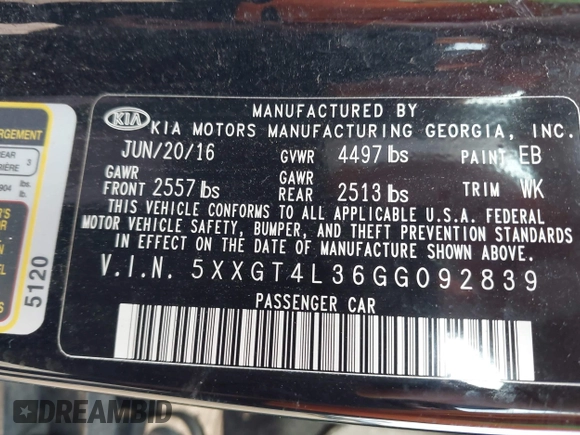 MANUFACTURED BY
KIA KIA MOTORS MANUFACTURING GEORGIA, INC.
JUN/20/16 GVWR 4497 lbs PAINT EB
GAWR FRONT 2557 lbs GAWR REAR 2513 lbs TRIM WK
THIS VEHICLE CONFORMS TO ALL APPLICABLE U.S.A. FEDERAL
MOTOR VEHICLE SAFETY, BUMPER, AND THEFT PREVENTION STANDARDS
IN EFFECT ON THE DATE OF MANUFACTURE SHOWN ABOVE.
V.I.N. 5XXGT4L36GG092839
PASSENGER CAR
5120
3
lbs.
DREAMBID